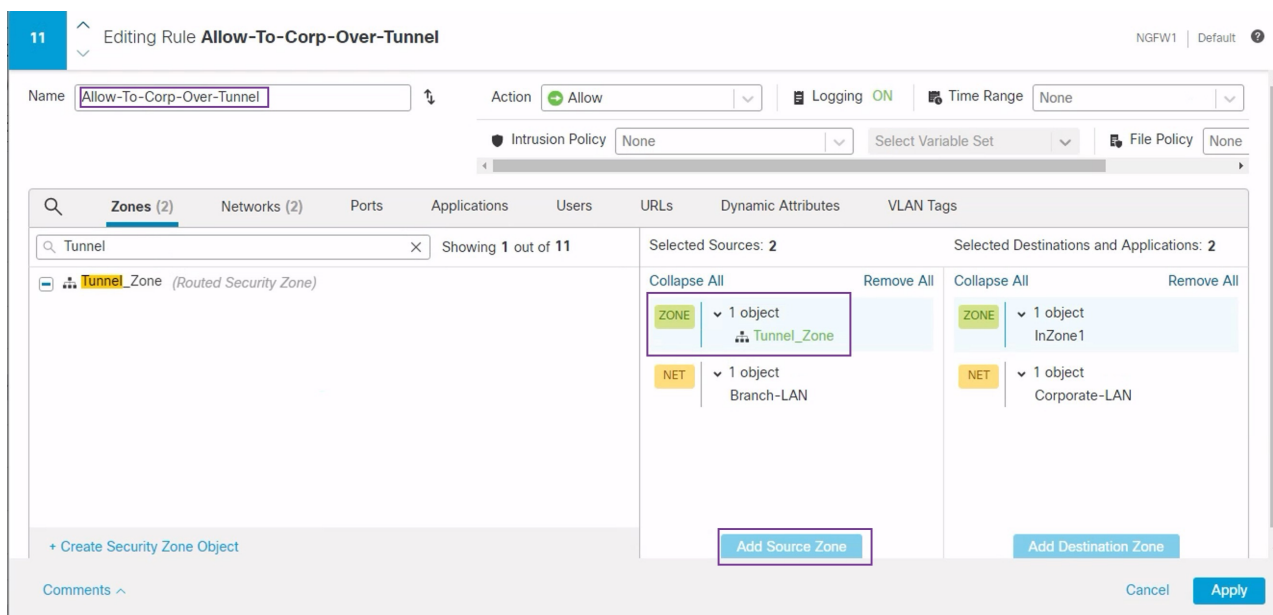 11 Editing Rule Allow-To-Corp-Over-Tunnel NGFW1 Default ?
Name Allow-To-Corp-Over-Tunnel Action Allow Logging ON Time Range None
Intrusion Policy None Select Variable Set File Policy None
Zones (2) Networks (2) Ports Applications Users URLs Dynamic Attributes VLAN Tags
Tunnel Showing 1 out of 11 Selected Sources: 2 Selected Destinations and Applications: 2
Collapse All Remove All Collapse All Remove All
Tunnel_Zone (Routed Security Zone)
ZONE 1 object ZONE 1 object
Tunnel_Zone InZone1
NET 1 object NET 1 object
Branch-LAN Corporate-LAN
+ Create Security Zone Object Add Source Zone Add Destination Zone
Comments Cancel Apply